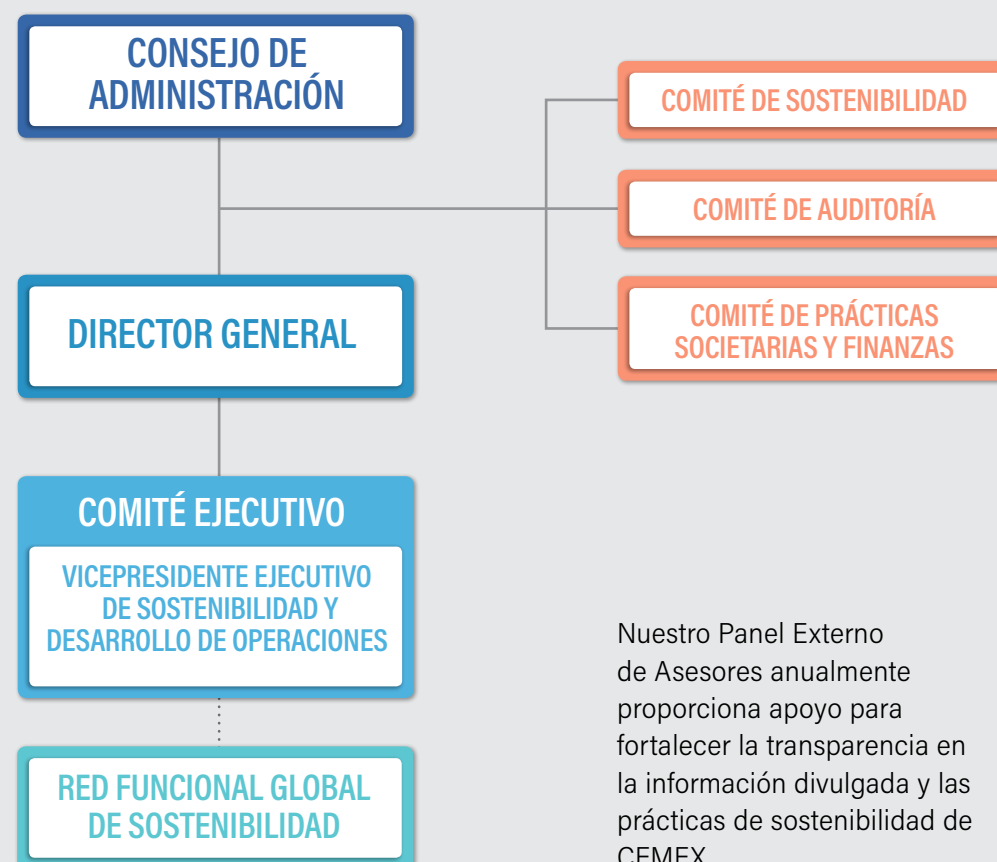 CONSEJO DE
ADMINISTRACIÓN
COMITÉ DE SOSTENIBILIDAD
COMITÉ DE AUDITORÍA
COMITÉ DE PRÁCTICAS
SOCIETARIAS Y FINANZAS
DIRECTOR GENERAL
COMITÉ EJECUTIVO
VICEPRESIDENTE EJECUTIVO
DE SOSTENIBILIDAD Y
DESARROLLO DE OPERACIONES
RED FUNCIONAL GLOBAL
DE SOSTENIBILIDAD
Nuestro Panel Externo
de Asesores anualmente
proporciona apoyo para
fortalecer la transparencia en
la información divulgada y las
prácticas de sostenibilidad de
CEMEX